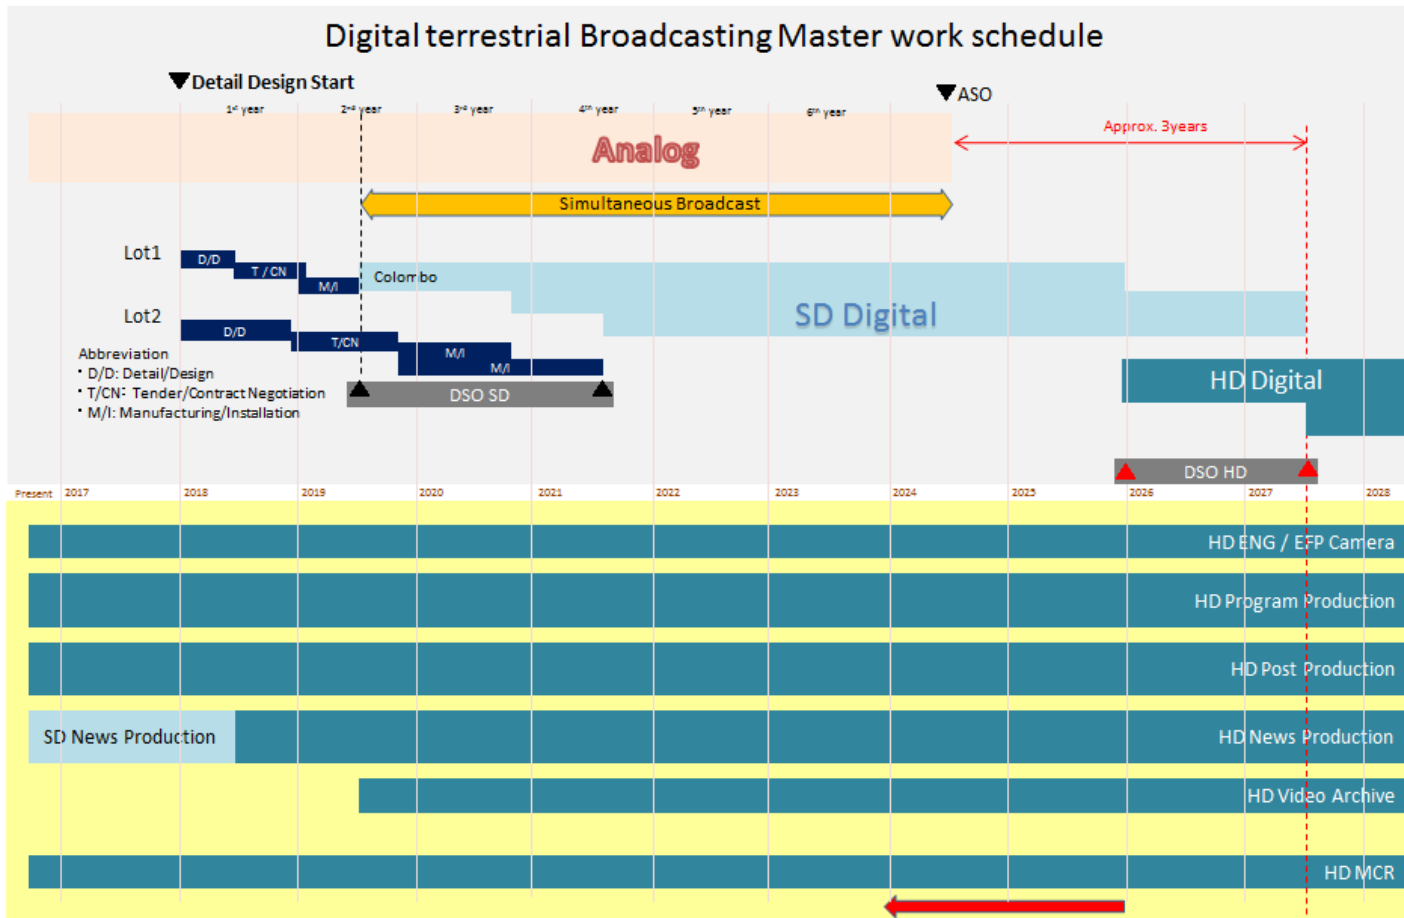 Digital terrestrial Broadcasting Master work schedule
▼Detail Design Start
▼ASO
1st year 2nd year 3rd year 4th year 5th year 6th year
Approx. 3years
Analog
Simultaneous Broadcast
Lot1
D/D
T / CN
M/I
Colombo
SD Digital
Lot2
D/D
T/CN
M/I
M/I
Abbreviation
・D/D: Detail/Design
・T/CN: Tender/Contract Negotiation
・M/I: Manufacturing/Installation
DSO SD
HD Digital
DSO HD
Present 2017 2018 2019 2020 2021 2022 2023 2024 2025 2026 2027 2028
HD ENG / EFP Camera
HD Program Production
HD Post Production
SD News Production
HD News Production
HD Video Archive
HD MCR